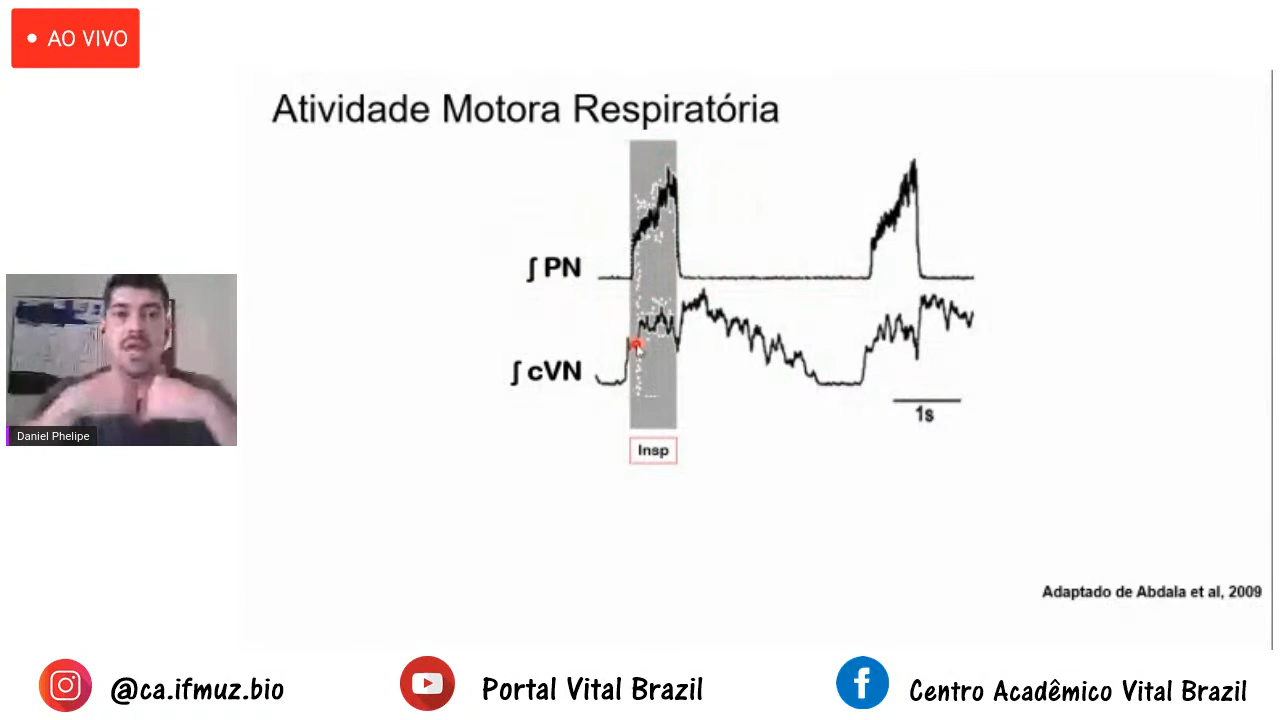 AO VIVO
Atividade Motora Respiratória
∫ PN
∫ cVN
1s
Insp
Daniel Phelipe
Adaptado de Abdala et al, 2009
@ca.ifmuz.bio
Portal Vital Brazil
Centro Acadêmico Vital Brazil